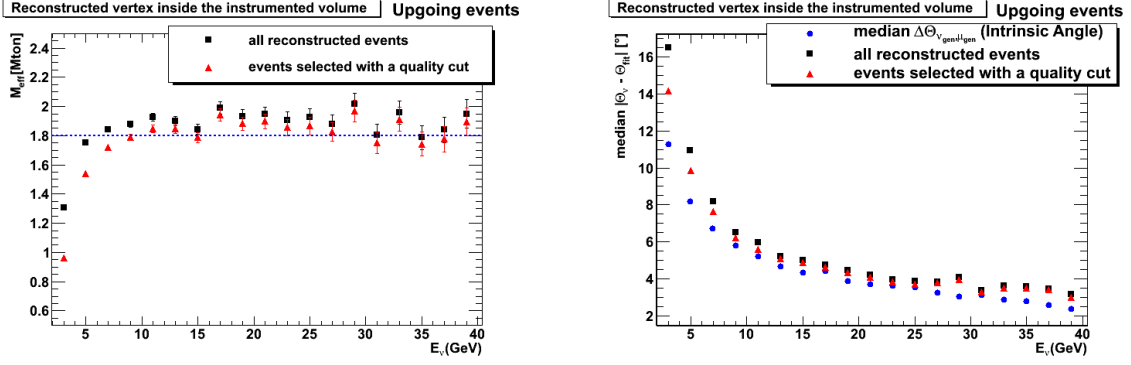 Reconstructed vertex inside the instrumented volume
Upgoing events
all reconstructed events
events selected with a quality cut
M_eff[Mton]
2.4
2.2
2
1.8
1.6
1.4
1.2
1
0.8
0.6
5 10 15 20 25 30 35 40
E_ν(GeV)
Reconstructed vertex inside the instrumented volume
Upgoing events
median ΔΘ_ν_gen,μ_gen (Intrinsic Angle)
all reconstructed events
events selected with a quality cut
median |Θ_ν - Θ_fit| [°]
16
14
12
10
8
6
4
2
5 10 15 20 25 30 35 40
E_ν(GeV)